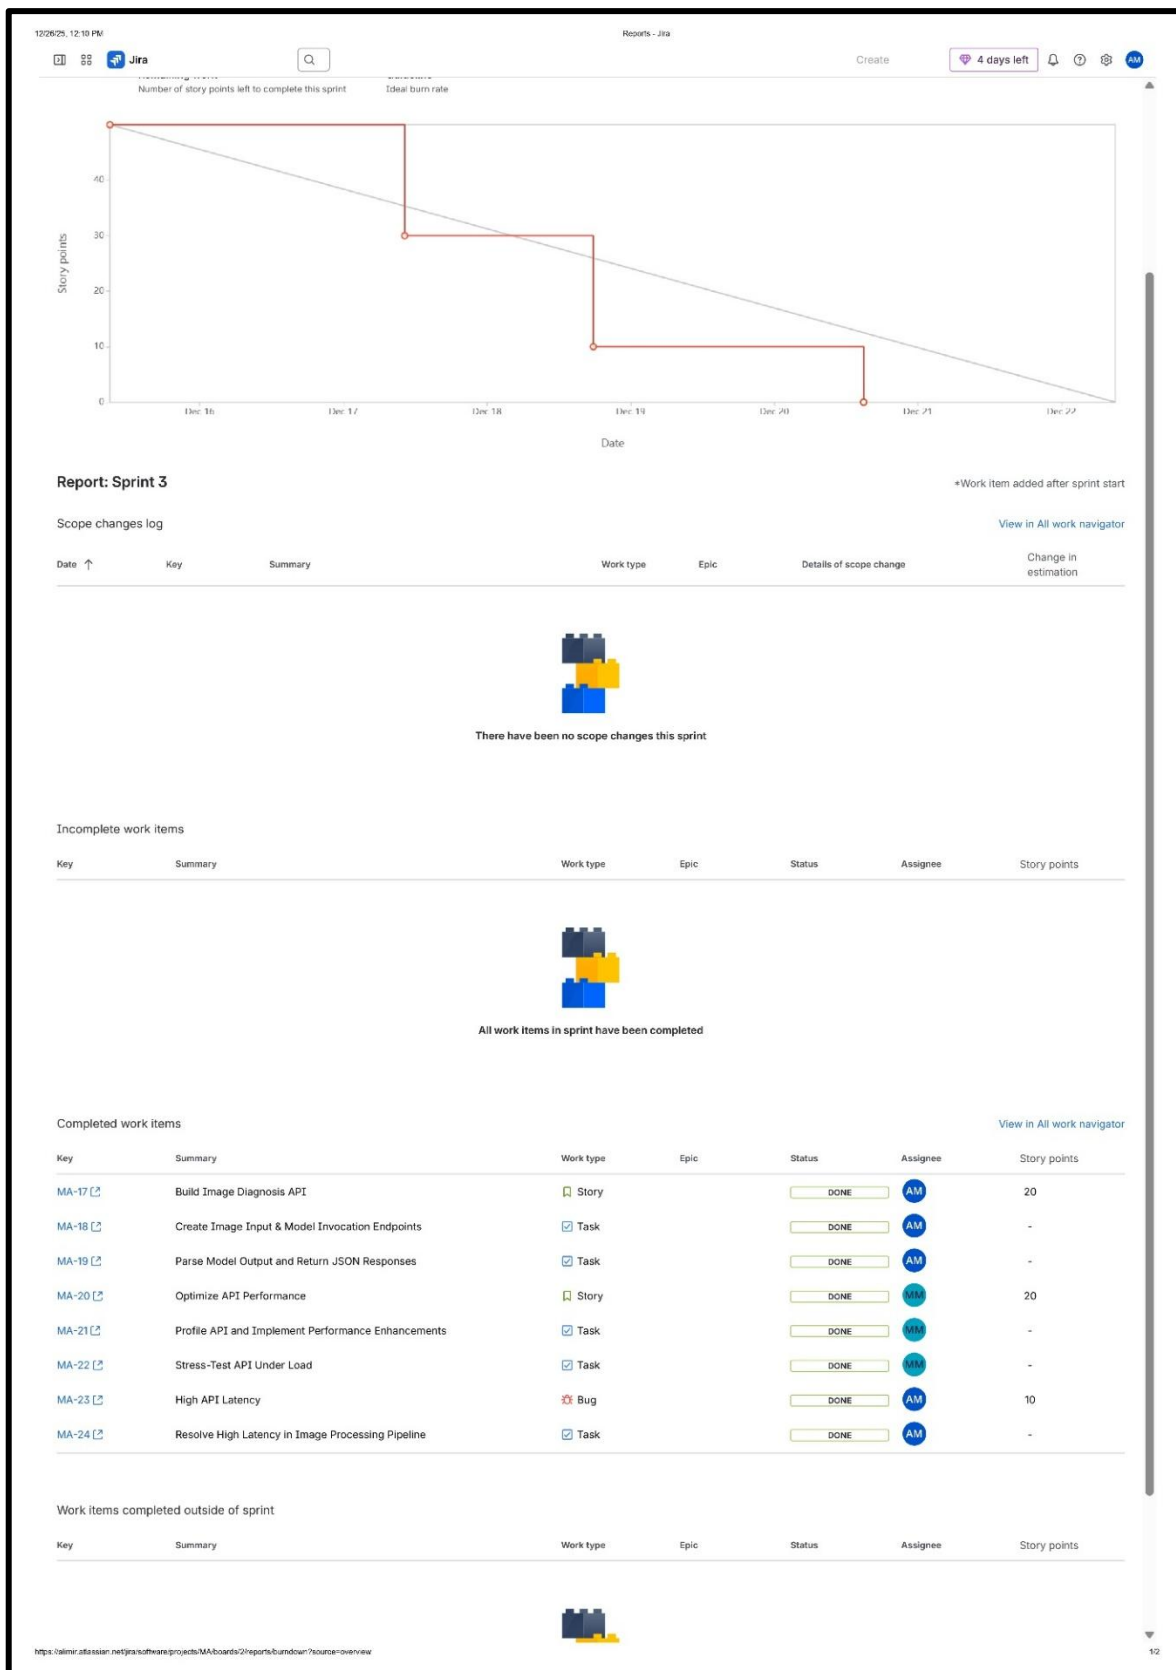 12/26/25, 12:10 PM Reports - Jira
Jira Create 4 days left AM
Number of story points left to complete this sprint Ideal burn rate
40
30
20
10
0
Story points
Dec 16 Dec 17 Dec 18 Dec 19 Dec 20 Dec 21 Dec 22
Date
Report: Sprint 3 *Work item added after sprint start
Scope changes log View in All work navigator
Date ↑ Key Summary Work type Epic Details of scope change Change in estimation
There have been no scope changes this sprint
Incomplete work items
Key Summary Work type Epic Status Assignee Story points
All work items in sprint have been completed
Completed work items View in All work navigator
Key Summary Work type Epic Status Assignee Story points
MA-17 Build Image Diagnosis API Story DONE AM 20
MA-18 Create Image Input & Model Invocation Endpoints Task DONE AM -
MA-19 Parse Model Output and Return JSON Responses Task DONE AM -
MA-20 Optimize API Performance Story DONE MM 20
MA-21 Profile API and Implement Performance Enhancements Task DONE MM -
MA-22 Stress-Test API Under Load Task DONE MM -
MA-23 High API Latency Bug DONE AM 10
MA-24 Resolve High Latency in Image Processing Pipeline Task DONE AM -
Work items completed outside of sprint
Key Summary Work type Epic Status Assignee Story points
https://alimir.atlassian.net/jira/software/projects/MA/boards/2/reports/burndown?source=overview 1/2